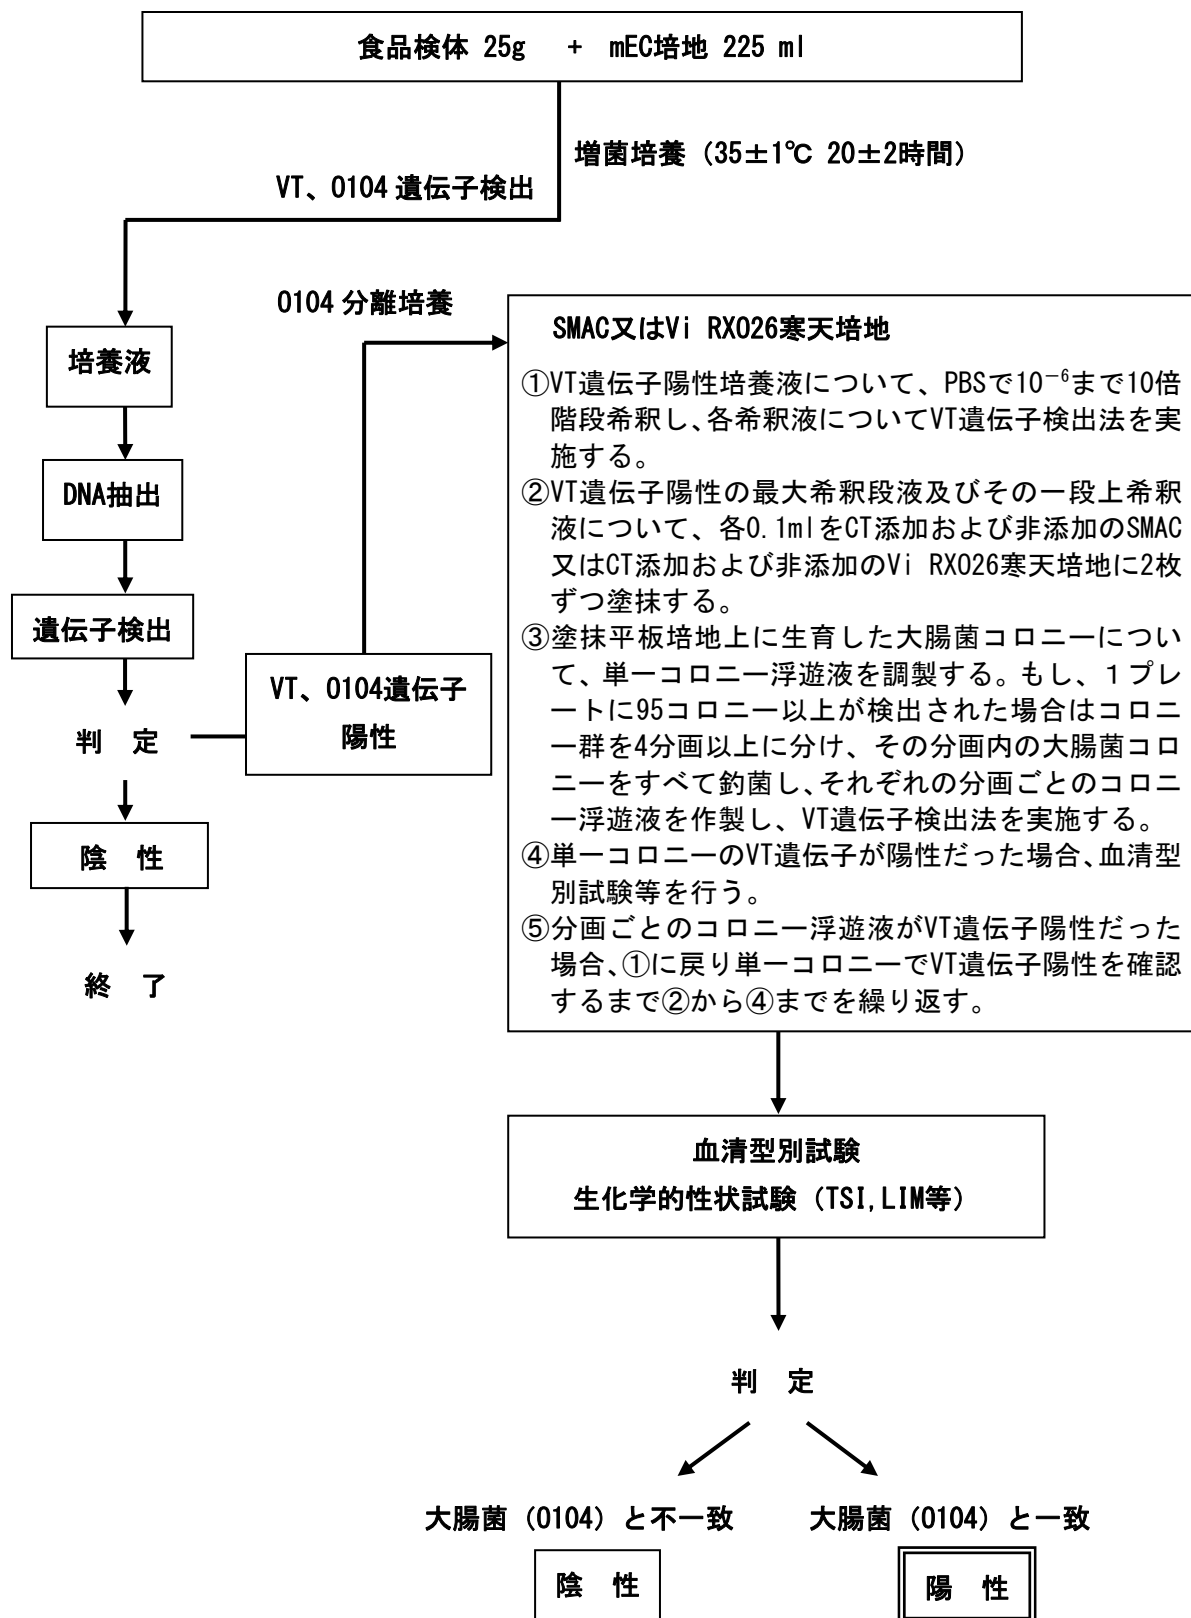 食品検体 25g + mEC培地 225 ml
増菌培養（35±1℃ 20±2時間）
VT、O104 遺伝子検出
培養液
DNA抽出
遺伝子検出
判 定
陰 性
終 了
VT、O104遺伝子
陽性
O104 分離培養
SMAC又はVi RXO26寒天培地
①VT遺伝子陽性培養液について、PBSで10⁻⁶まで10倍
階段希釈し、各希釈液についてVT遺伝子検出法を実
施する。
②VT遺伝子陽性の最大希釈段液及びその一段上希釈
液について、各0.1mlをCT添加および非添加のSMAC
又はCT添加および非添加のVi RXO26寒天培地に2枚
ずつ塗抹する。
③塗抹平板培地上に生育した大腸菌コロニーについ
て、単一コロニー浮遊液を調製する。もし、１プレ
ートに95コロニー以上が検出された場合はコロニ
ー群を4分画以上に分け、その分画内の大腸菌コロ
ニーをすべて釣菌し、それぞれの分画ごとのコロニ
ー浮遊液を作製し、VT遺伝子検出法を実施する。
④単一コロニーのVT遺伝子が陽性だった場合、血清型
別試験等を行う。
⑤分画ごとのコロニー浮遊液がVT遺伝子陽性だった
場合、①に戻り単一コロニーでVT遺伝子陽性を確認
するまで②から④までを繰り返す。
血清型別試験
生化学的性状試験（TSI,LIM等）
判 定
大腸菌（O104）と不一致
陰 性
大腸菌（O104）と一致
陽 性